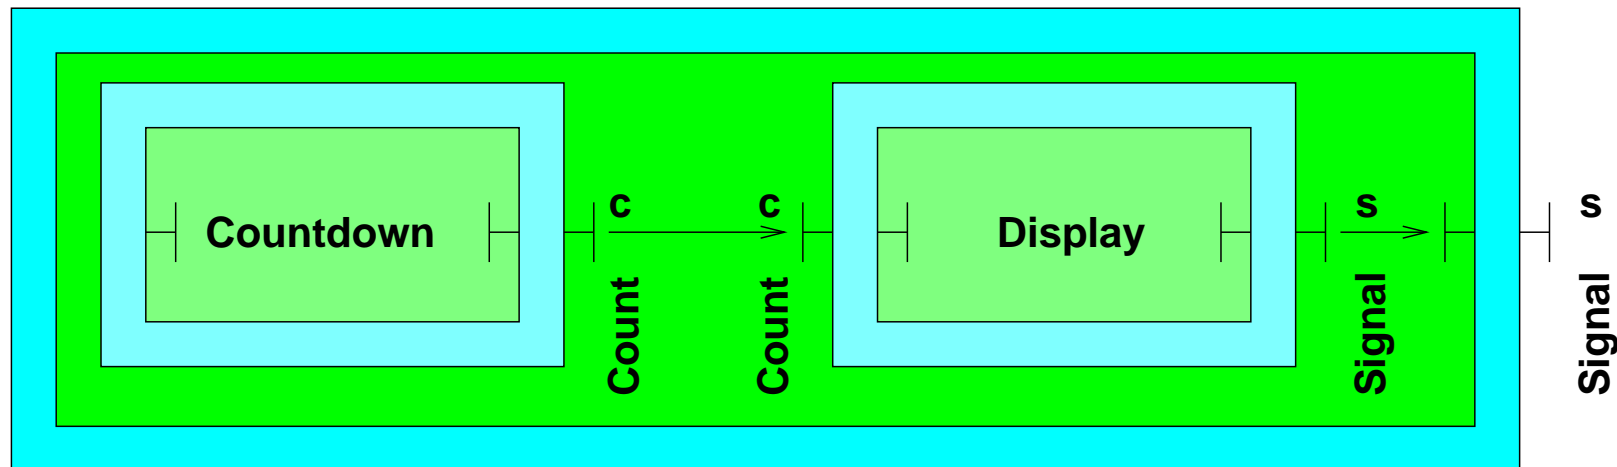 c
c
s
s
Countdown
Display
Count
Count
Signal
Signal